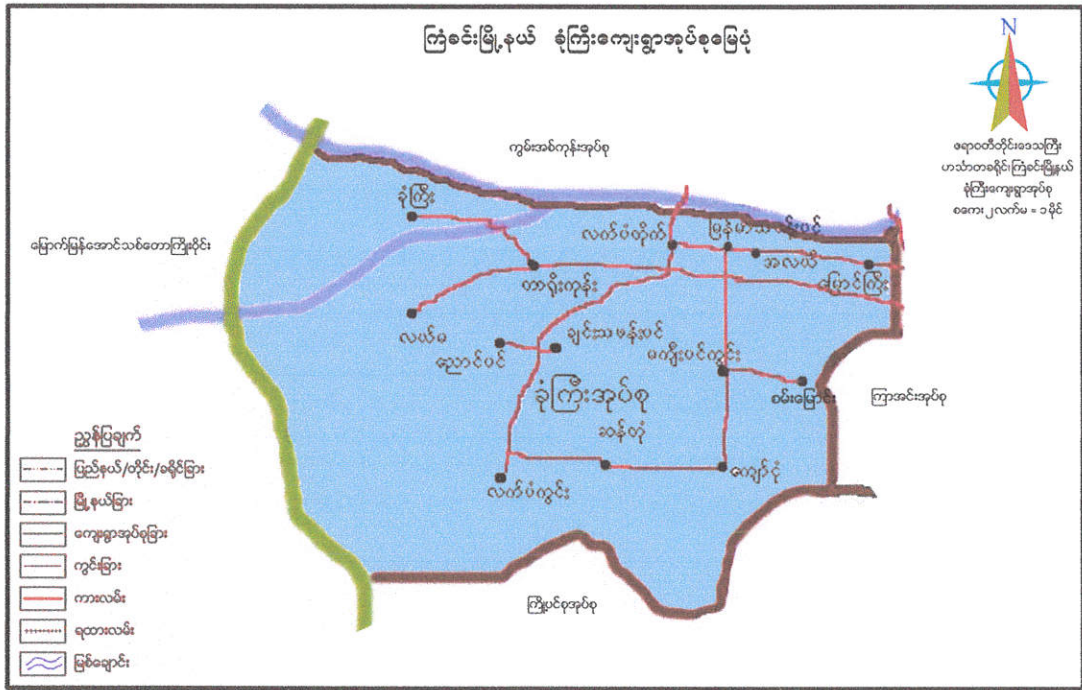 ကြံခင်းမြို့နယ် ခုံကြီးကျေးရွာအုပ်စုမြေပုံ
N
ဧရာဝတီတိုင်းဒေသကြီး
ဟင်္သာတခရိုင်၊ကြံခင်းမြို့နယ်
ခုံကြီးကျေးရွာအုပ်စု
စကေး ၂လက်မ = ၁မိုင်
ကွမ်းအစ်ကုန်းအုပ်စု
မြောက်မြန်အောင်သစ်တောကြိုးဝိုင်း
ခုံကြီး
လက်ပံတိုက်
အလယ်
မြောင်ကြီး
တာရိုးကုန်း
လယ်မ
ညောင်ပင်
ချင်းသဖန်းပင်
မကျီးပင်ကွင်း
စမ်းမြောင်း
ကြာအင်းအုပ်စု
ခုံကြီးအုပ်စု
ဆန်တုံ
လက်ပံကွင်း
ကျော်ငုံ
ကြို့ပင်စုအုပ်စု
ညွှန်ပြချက်
ပြည်နယ်/တိုင်း/ခရိုင်ခြား
မြို့နယ်ခြား
ကျေးရွာအုပ်စုခြား
ကွင်းခြား
ကားလမ်း
ရထားလမ်း
မြစ်ချောင်း